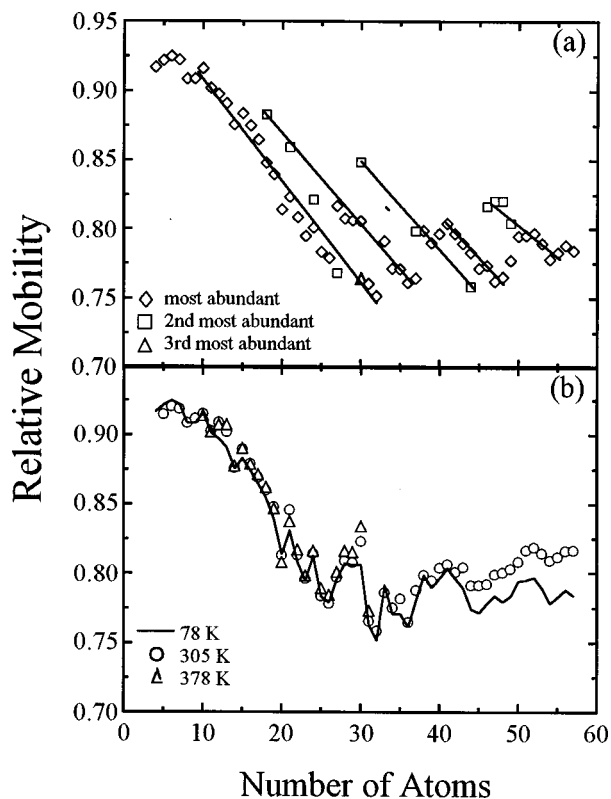 (a)
0.95
0.90
0.85
0.80
0.75
0.70
most abundant
2nd most abundant
3rd most abundant
Relative Mobility
(b)
0.90
0.85
0.80
0.75
0.70
78 K
305 K
378 K
0 10 20 30 40 50 60
Number of Atoms